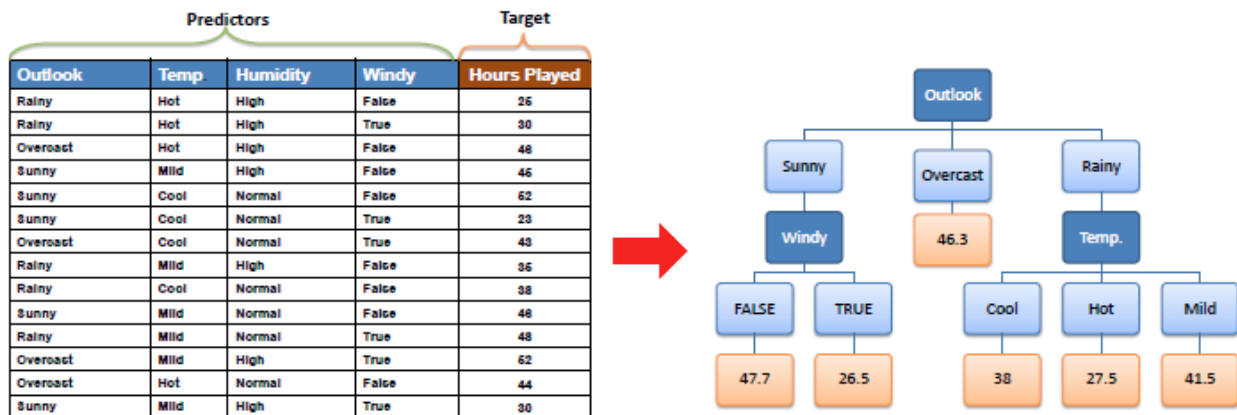 Predictors Target
Outlook Temp. Humidity Windy Hours Played
Rainy Hot High False 25
Rainy Hot High True 30
Overcast Hot High False 46
Sunny Mild High False 45
Sunny Cool Normal False 52
Sunny Cool Normal True 23
Overcast Cool Normal True 43
Rainy Mild High False 35
Rainy Cool Normal False 38
Sunny Mild Normal False 46
Rainy Mild Normal True 48
Overcast Mild High True 52
Overcast Hot Normal False 44
Sunny Mild High True 30
Outlook
Sunny Overcast Rainy
Windy 46.3 Temp.
FALSE TRUE Cool Hot Mild
47.7 26.5 38 27.5 41.5